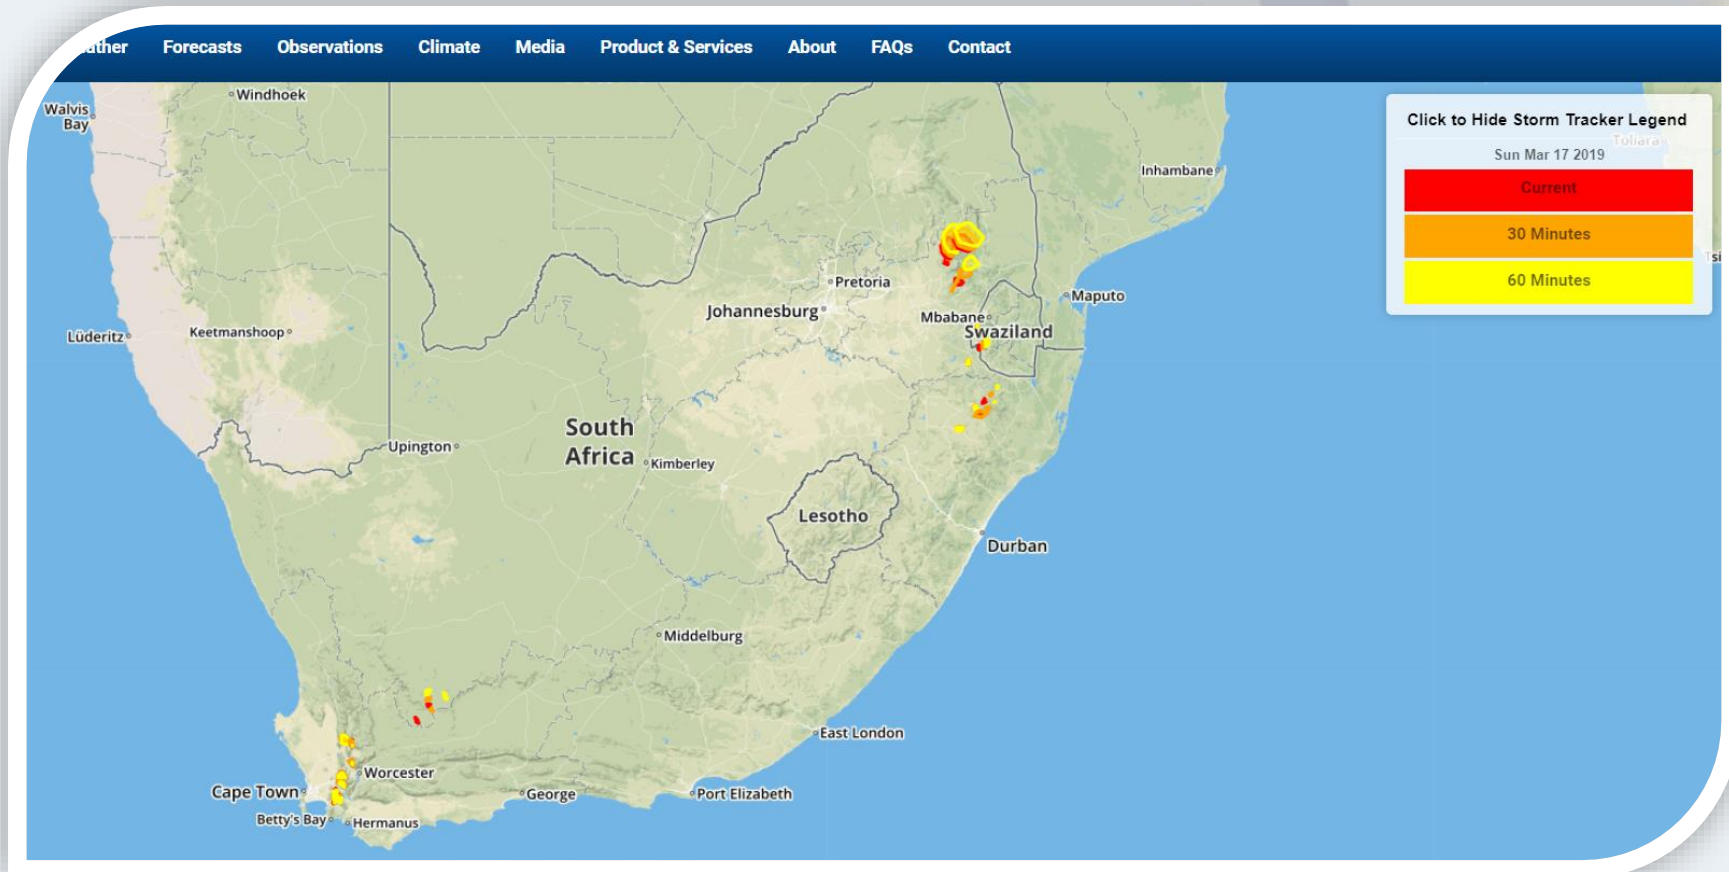 Forecasts Observations Climate Media Product & Services About FAQs Contact
Windhoek
Walvis
Bay
Click to Hide Storm Tracker Legend
Toliara
Sun Mar 17 2019
Inhambane
Current
30 Minutes
60 Minutes
Pretoria
Maputo
Johannesburg
Mbabane
Swaziland
Lüderitz
Keetmanshoop
South
Africa
Upington
Kimberley
Lesotho
Durban
Middelburg
East London
Worcester
Cape Town
George
Port Elizabeth
Betty's Bay
Hermanus